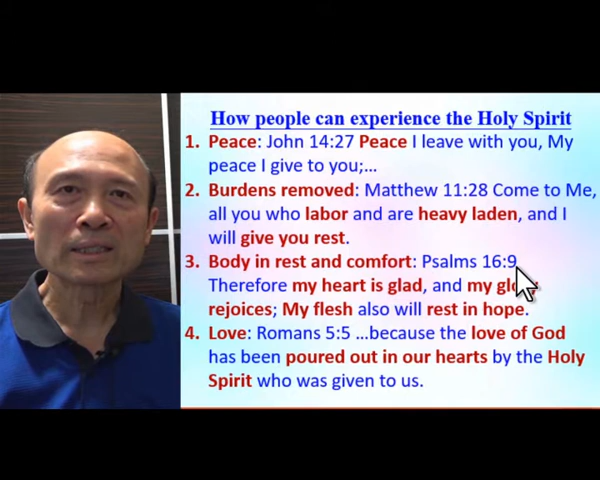 How people can experience the Holy Spirit
1. Peace: John 14:27 Peace I leave with you, My
peace I give to you;...
2. Burdens removed: Matthew 11:28 Come to Me,
all you who labor and are heavy laden, and I
will give you rest.
3. Body in rest and comfort: Psalms 16:9
Therefore my heart is glad, and my
rejoices; My flesh also will rest in hope.
4. Love: Romans 5:5 ...because the love of God
has been poured out in our hearts by the Holy
Spirit who was given to us.